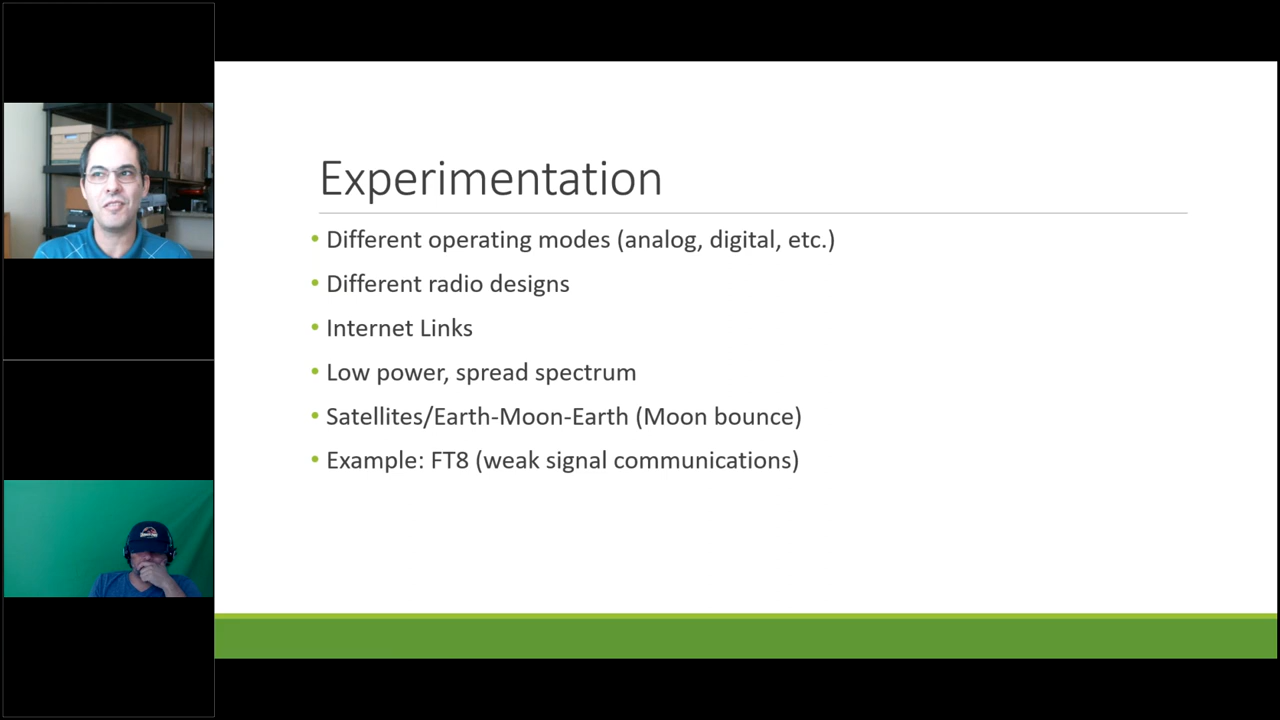 Experimentation
• Different operating modes (analog, digital, etc.)
• Different radio designs
• Internet Links
• Low power, spread spectrum
• Satellites/Earth-Moon-Earth (Moon bounce)
• Example: FT8 (weak signal communications)